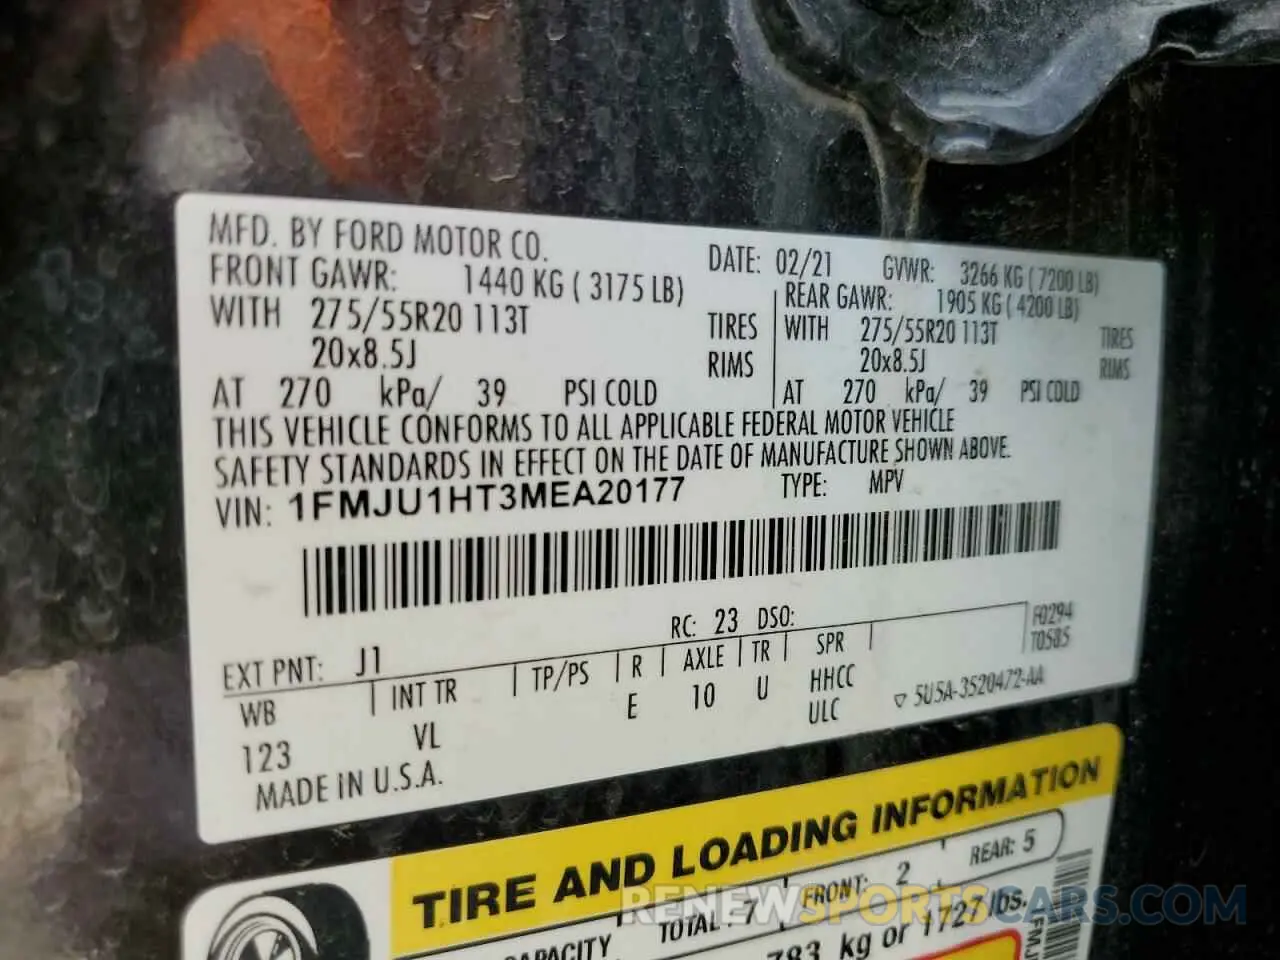 MFD. BY FORD MOTOR CO.
DATE: 02/21 GVWR: 3266 KG ( 7200 LB)
FRONT GAWR: 1440 KG ( 3175 LB) REAR GAWR: 1905 KG ( 4200 LB)
WITH 275/55R20 113T TIRES WITH 275/55R20 113T TIRES
20x8.5J RIMS 20x8.5J RIMS
AT 270 kPa/ 39 PSI COLD AT 270 kPa/ 39 PSI COLD
THIS VEHICLE CONFORMS TO ALL APPLICABLE FEDERAL MOTOR VEHICLE
SAFETY STANDARDS IN EFFECT ON THE DATE OF MANUFACTURE SHOWN ABOVE.
VIN: 1FMJU1HT3MEA20177 TYPE: MPV
RC: 23 DSO: F0294
T0585
EXT PNT: J1
WB INT TR TP/PS R AXLE TR SPR
123 VL E 10 U HHCC
ULC
5U5A-3520472-AA
MADE IN U.S.A.
TIRE AND LOADING INFORMATION
CAPACITY TOTAL: 7 FRONT: 2 REAR: 5
783 kg or 1727 lbs.
RENEWSPORTSCARS.COM